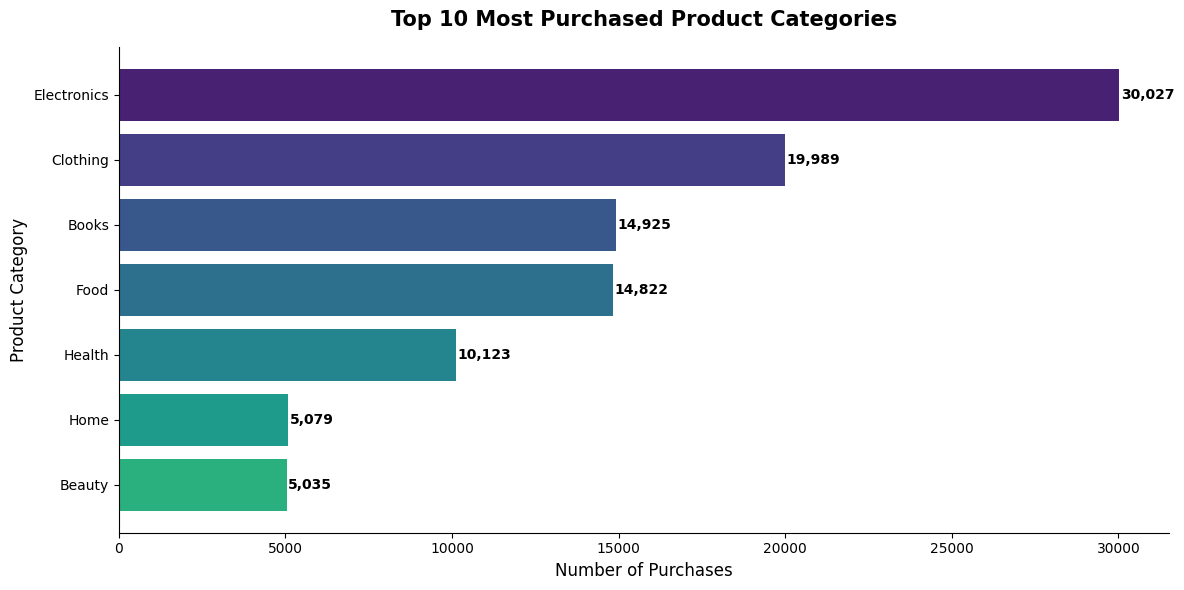 Top 10 Most Purchased Product Categories
Product Category
Electronics 30,027
Clothing 19,989
Books 14,925
Food 14,822
Health 10,123
Home 5,079
Beauty 5,035
0 5000 10000 15000 20000 25000 30000
Number of Purchases